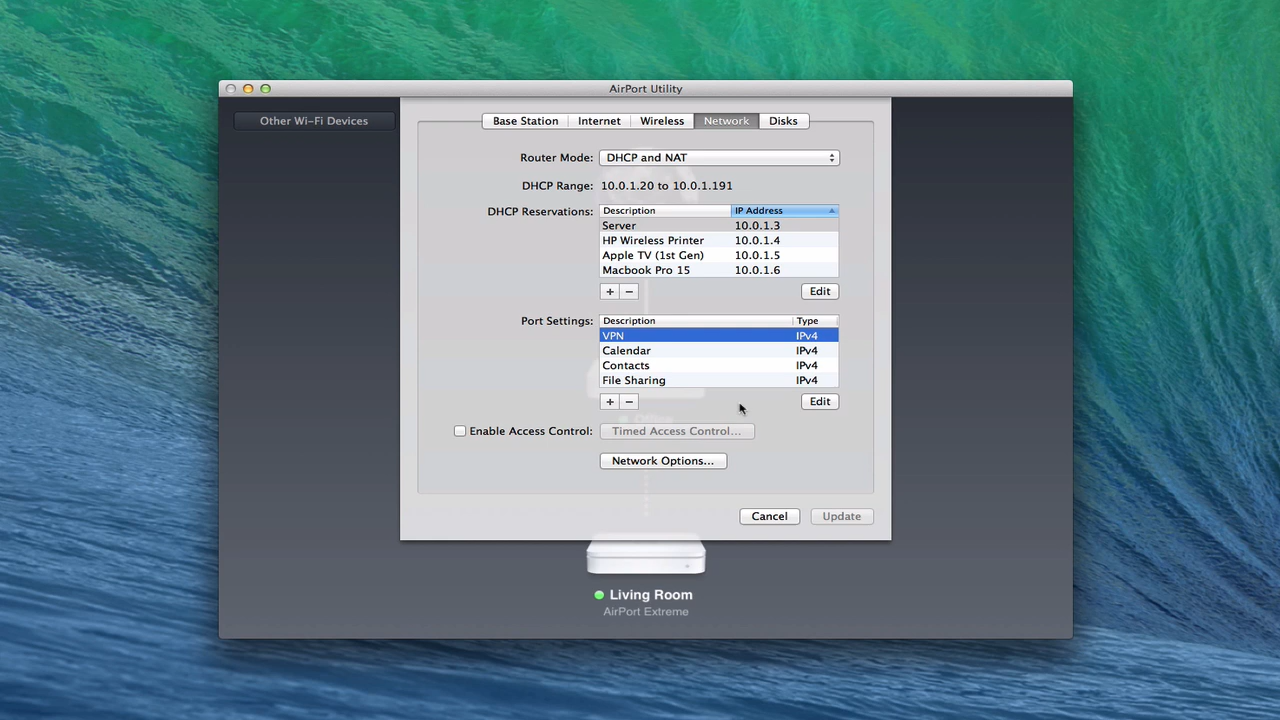 AirPort Utility
Other Wi-Fi Devices
Base Station Internet Wireless Network Disks
Router Mode: DHCP and NAT
DHCP Range: 10.0.1.20 to 10.0.1.191
DHCP Reservations: Description IP Address
Server 10.0.1.3
HP Wireless Printer 10.0.1.4
Apple TV (1st Gen) 10.0.1.5
Macbook Pro 15 10.0.1.6
+ − Edit
Port Settings: Description Type
VPN IPv4
Calendar IPv4
Contacts IPv4
File Sharing IPv4
+ − Edit
Enable Access Control: Timed Access Control...
Network Options...
Cancel Update
Living Room
AirPort Extreme